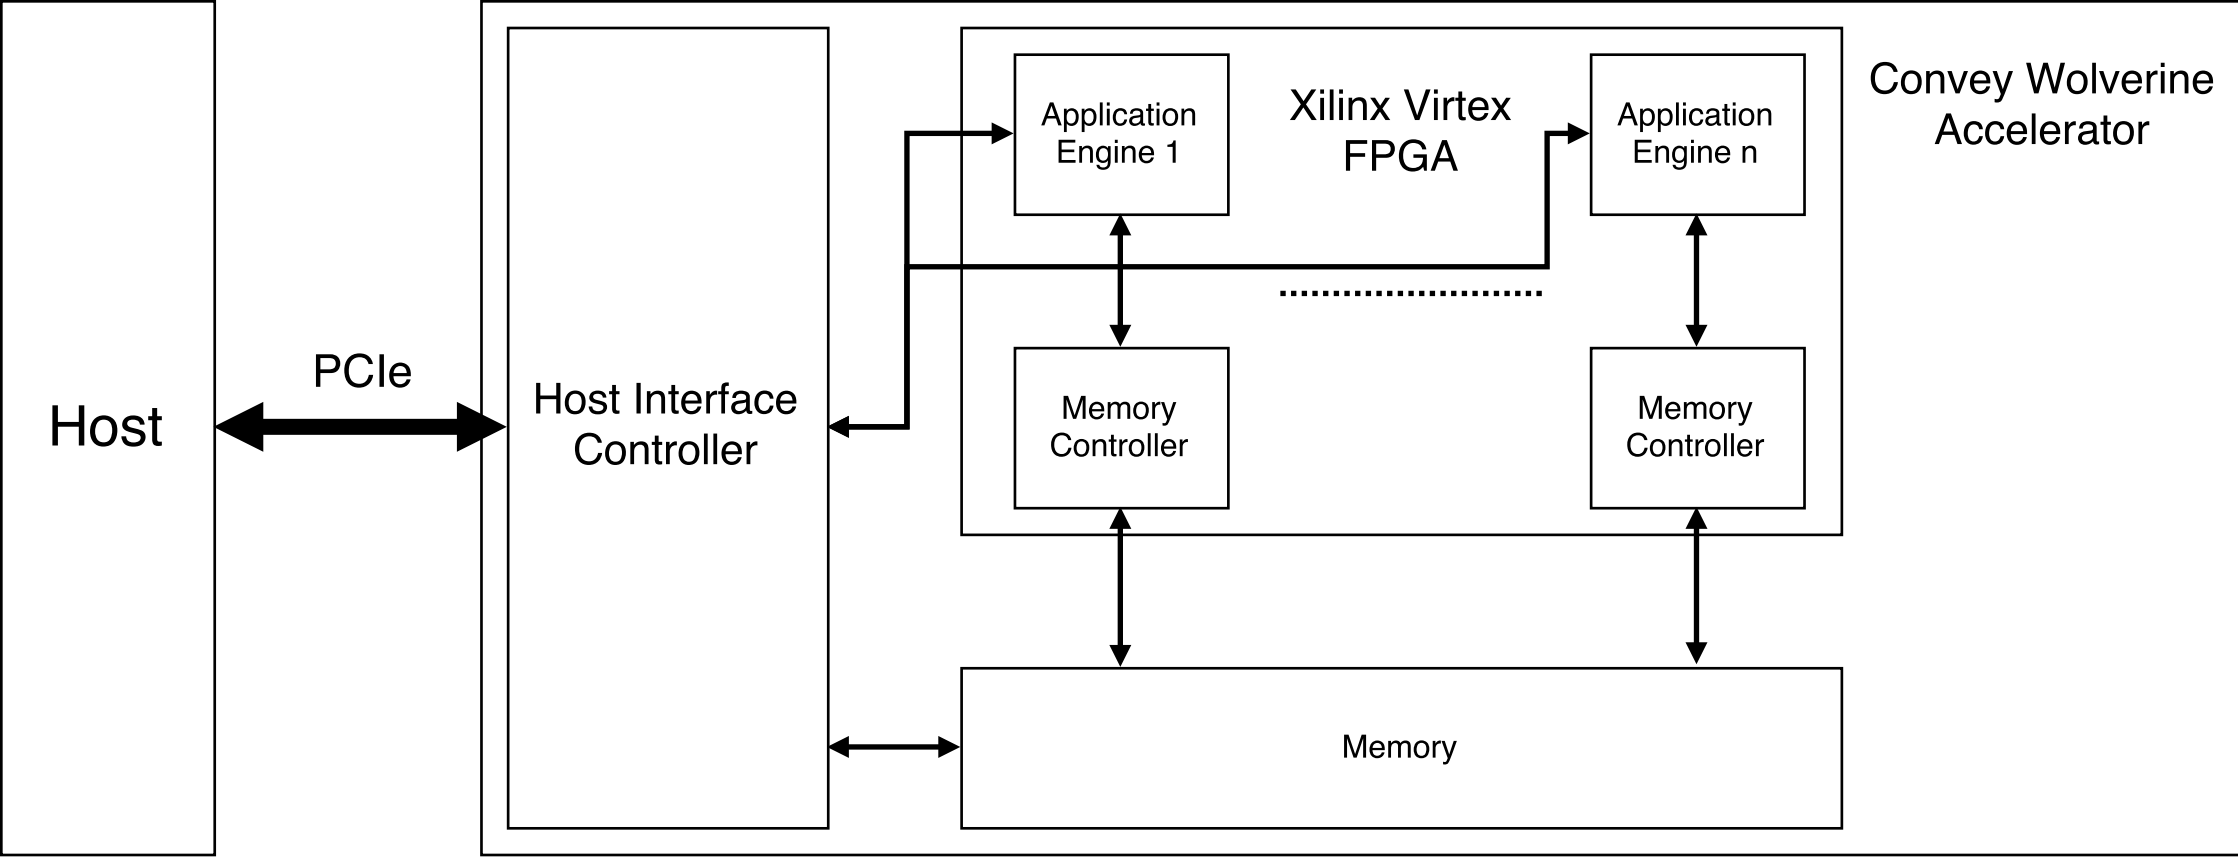 Host
PCIe
Host Interface
Controller
Application
Engine 1
Xilinx Virtex
FPGA
Application
Engine n
Convey Wolverine
Accelerator
Memory
Controller
Memory
Controller
Memory